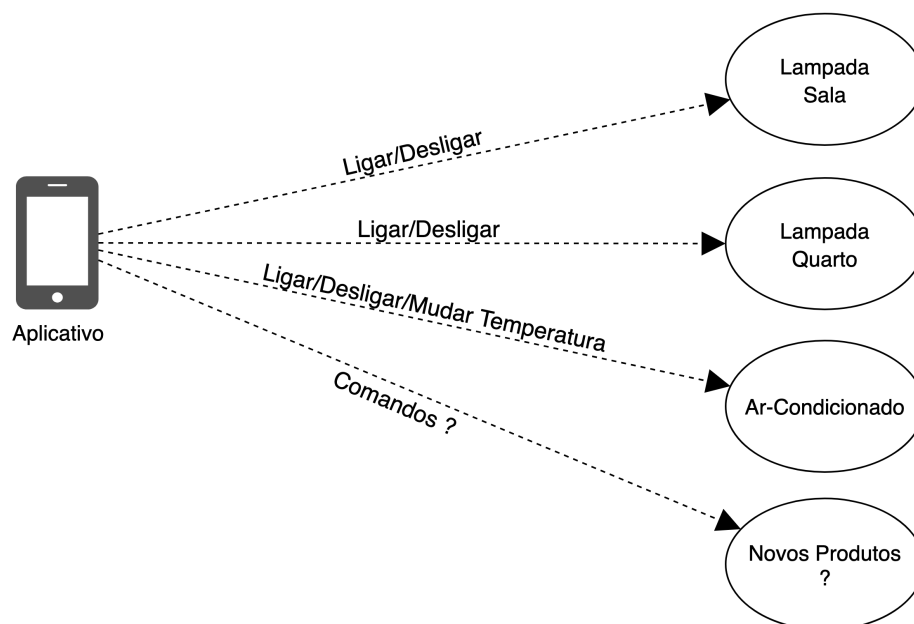 Lampada
Sala
Ligar/Desligar
Ligar/Desligar
Lampada
Quarto
Ligar/Desligar/Mudar Temperatura
Aplicativo
Comandos ?
Ar-Condicionado
Novos Produtos
?